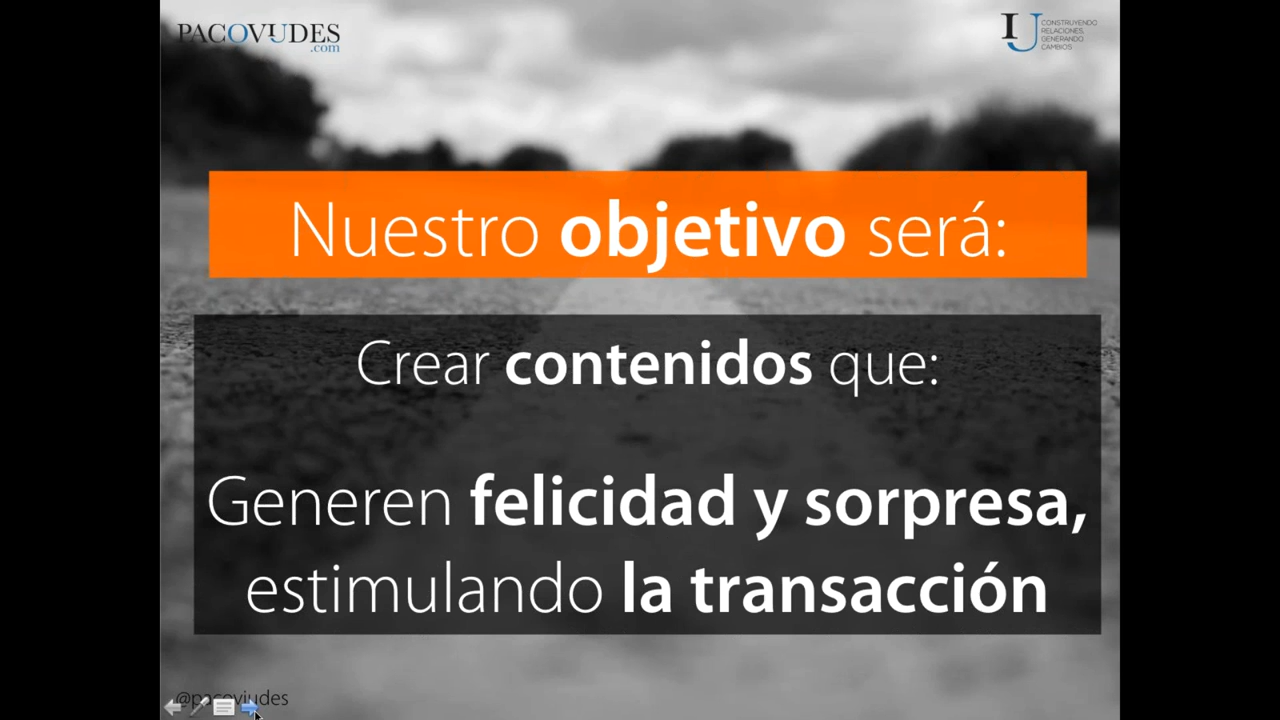 PACOVIUDES
.com
IJ
CONSTRUYENDO
RELACIONES,
GENERANDO
CAMBIOS
Nuestro objetivo será:
Crear contenidos que:
Generen felicidad y sorpresa,
estimulando la transacción
@pacoviudes